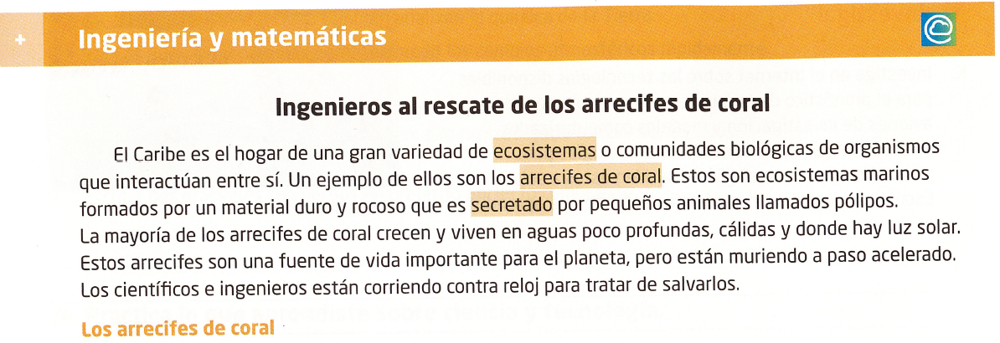 +
Ingeniería y matemáticas
Ingenieros al rescate de los arrecifes de coral
El Caribe es el hogar de una gran variedad de ecosistemas o comunidades biológicas de organismos
que interactúan entre sí. Un ejemplo de ellos son los arrecifes de coral. Estos son ecosistemas marinos
formados por un material duro y rocoso que es secretado por pequeños animales llamados pólipos.
La mayoría de los arrecifes de coral crecen y viven en aguas poco profundas, cálidas y donde hay luz solar.
Estos arrecifes son una fuente de vida importante para el planeta, pero están muriendo a paso acelerado.
Los científicos e ingenieros están corriendo contra reloj para tratar de salvarlos.
Los arrecifes de coral